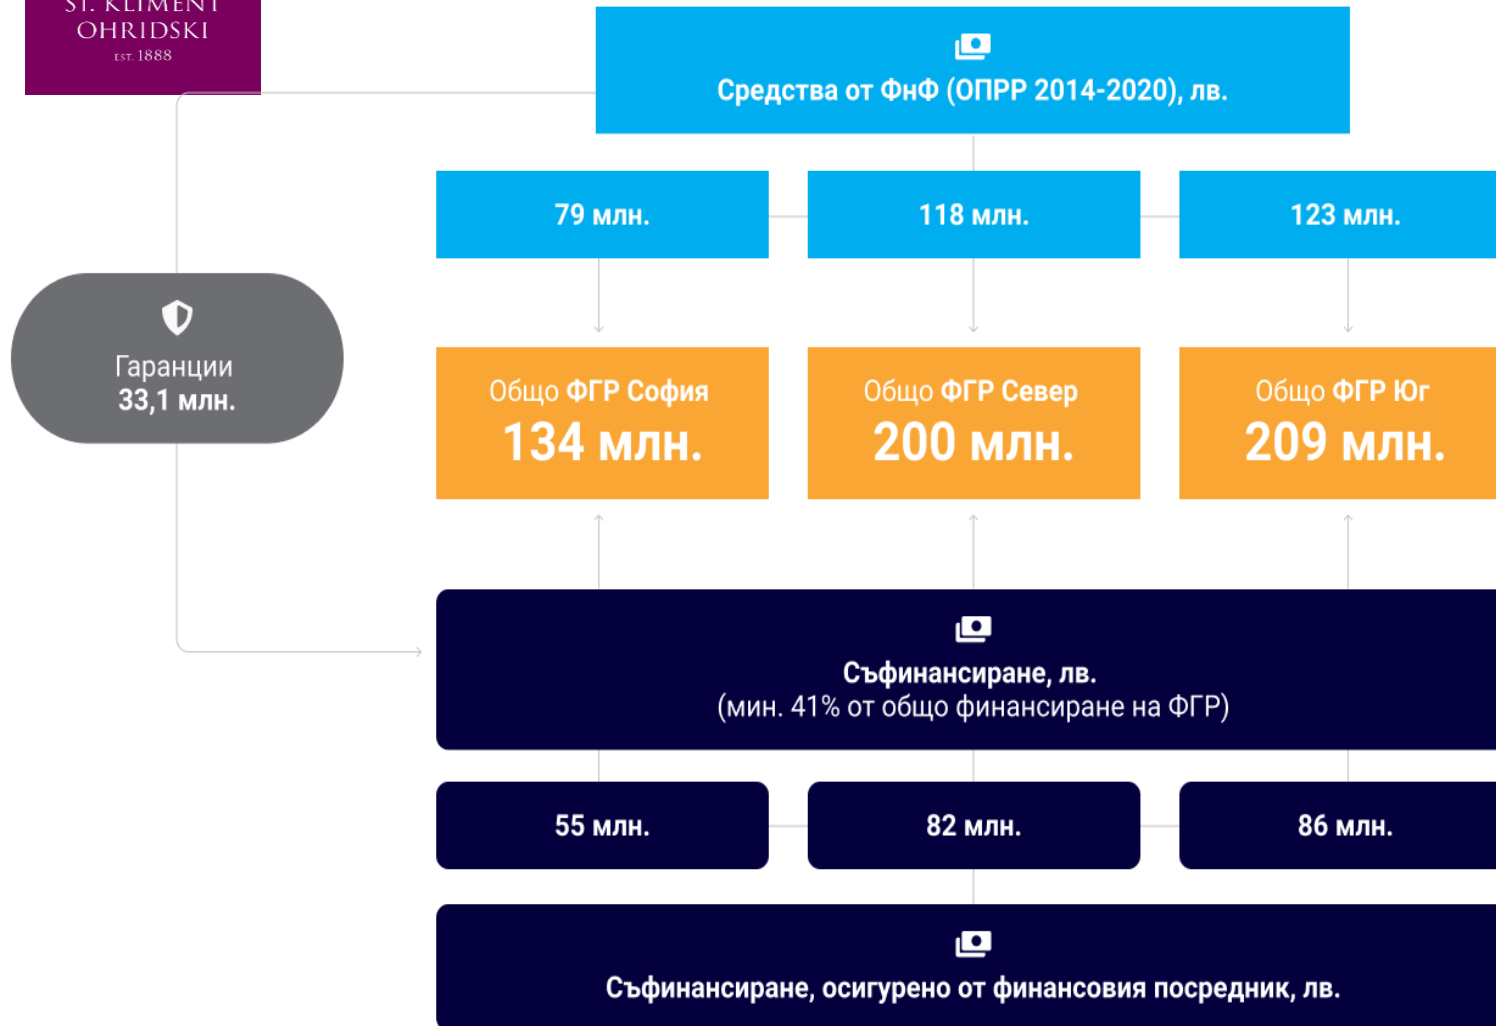 ST. KLIMENT
OHRIDSKI
EST. 1888
Средства от ФнФ (ОПРР 2014-2020), лв.
79 млн.
118 млн.
123 млн.
Гаранции
33,1 млн.
Общо ФГР София
134 млн.
Общо ФГР Север
200 млн.
Общо ФГР Юг
209 млн.
Съфинансиране, лв.
(мин. 41% от общо финансиране на ФГР)
55 млн.
82 млн.
86 млн.
Съфинансиране, осигурено от финансовия посредник, лв.